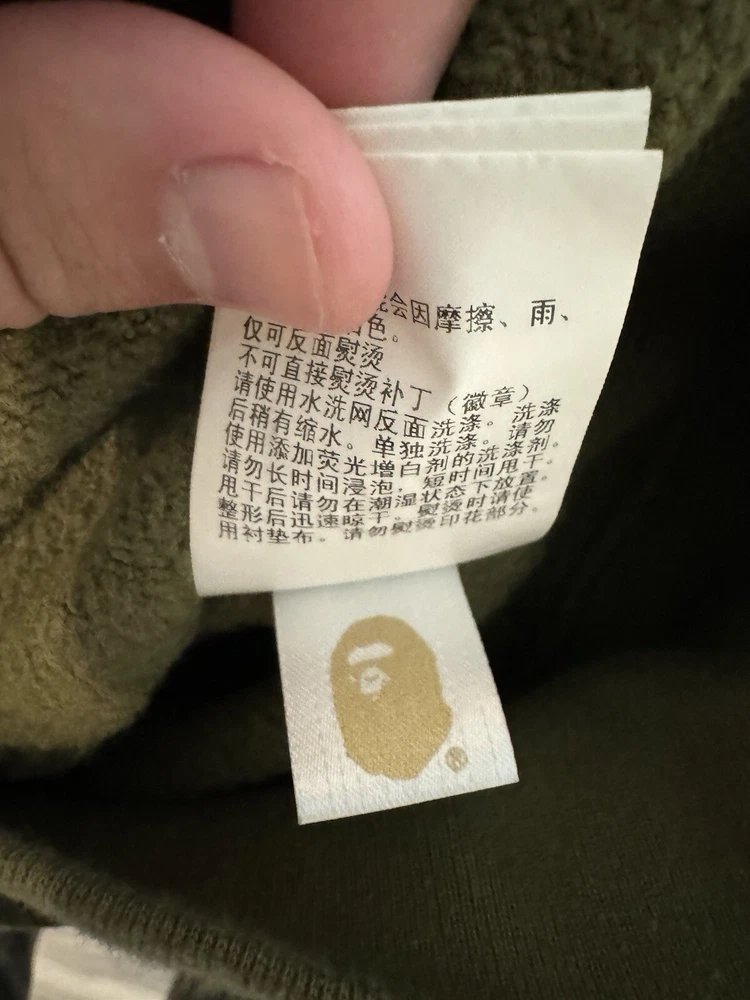 会因摩擦、雨、
色。
仅可反面熨烫
不可直接熨烫补丁（徽章）
请使用水洗网反面洗涤。洗涤
后稍有缩水。单独洗涤。请勿
使用添加荧光增白剂的洗涤剂。
请勿长时间浸泡，短时间甩干。
甩干后请勿在潮湿状态下放置。
整形后迅速晾干。熨烫时请使
用衬垫布。请勿熨烫印花部分。
®